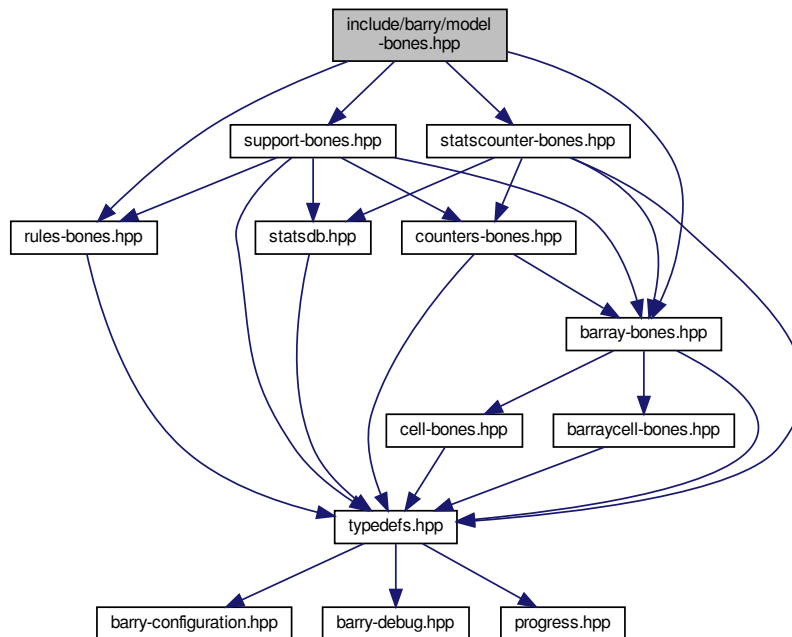 include/barry/model
-bones.hpp
support-bones.hpp
statscounter-bones.hpp
rules-bones.hpp
statsdb.hpp
counters-bones.hpp
barray-bones.hpp
cell-bones.hpp
barraycell-bones.hpp
typedefs.hpp
barry-configuration.hpp
barry-debug.hpp
progress.hpp